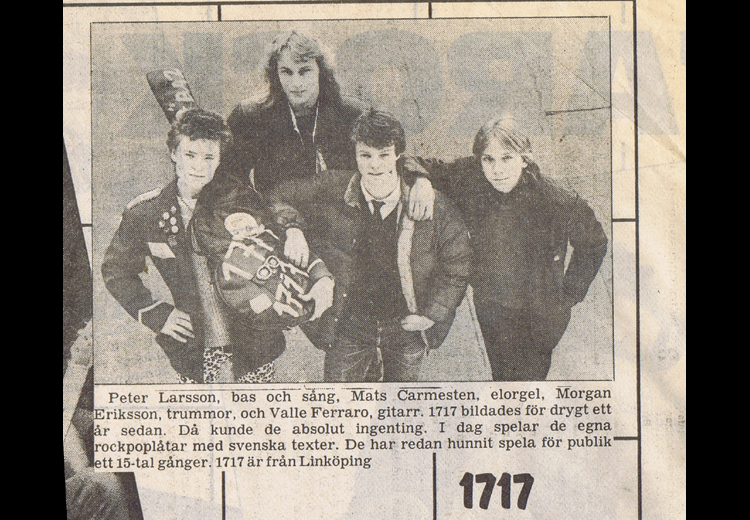 1717
Peter Larsson, bas och sång, Mats Carmesten, elorgel, Morgan
Eriksson, trummor, och Valle Ferraro, gitarr. 1717 bildades för drygt ett
år sedan. Då kunde de absolut ingenting. I dag spelar de egna
rockpoplåtar med svenska texter. De har redan hunnit spela för publik
ett 15-tal gånger. 1717 är från Linköping
1717